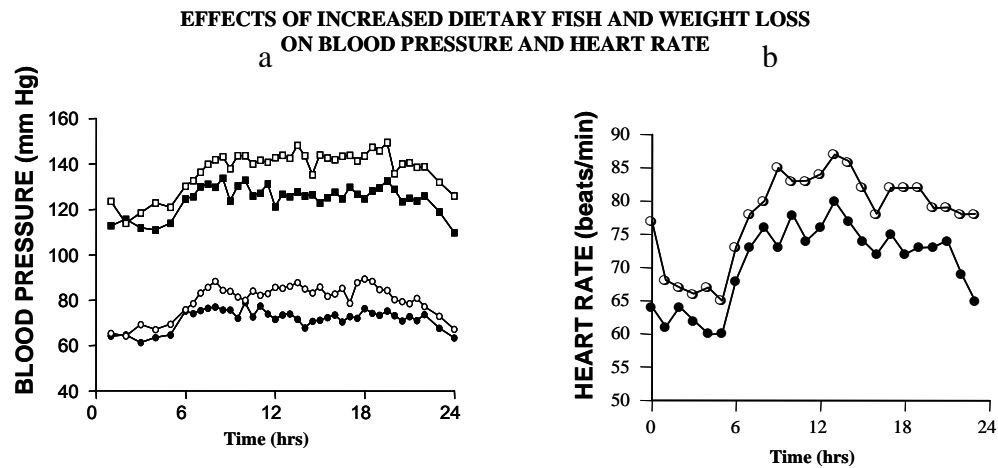 EFFECTS OF INCREASED DIETARY FISH AND WEIGHT LOSS
ON BLOOD PRESSURE AND HEART RATE
a
b
BLOOD PRESSURE (mm Hg)
160
140
120
100
80
60
40
0 6 12 18 24
Time (hrs)
HEART RATE (beats/min)
90
85
80
75
70
65
60
55
50
0 6 12 18 24
Time (hrs)